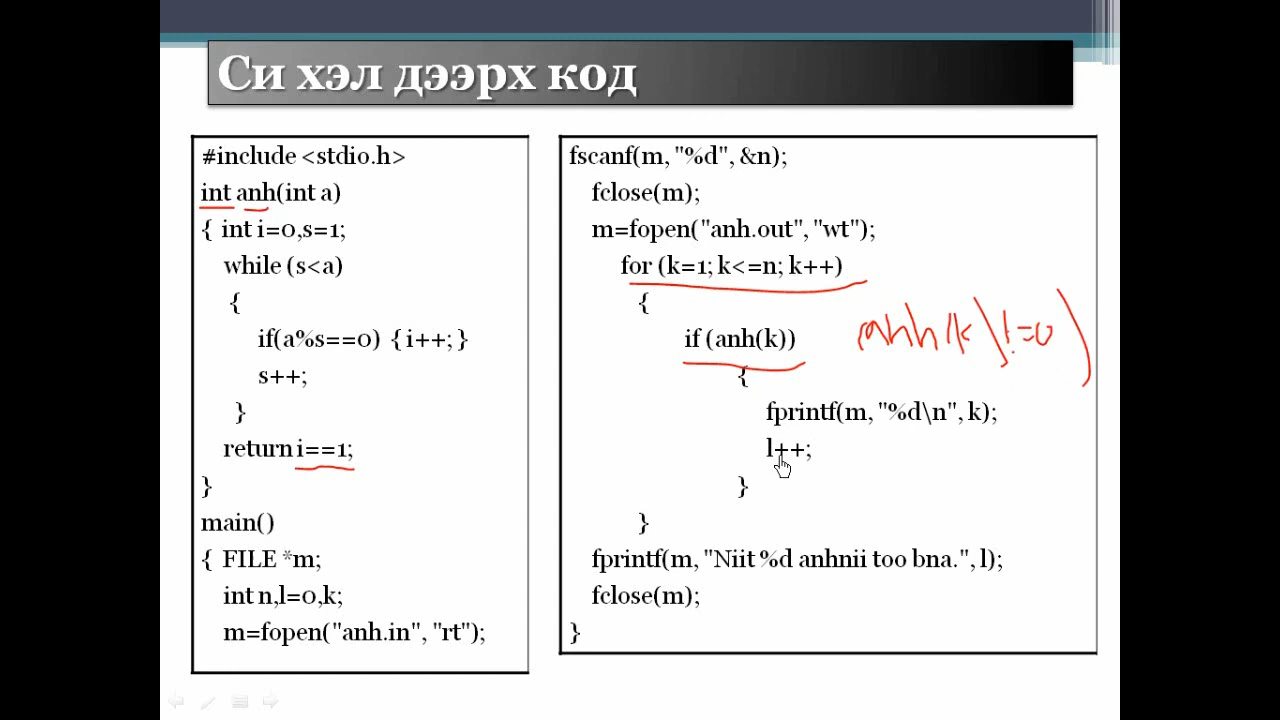 Си хэл дээрх код
#include <stdio.h>
int anh(int a)
{ int i=0,s=1;
while (s<a)
{
if(a%s==0) {i++;}
s++;
}
return i==1;
}
main()
{ FILE *m;
int n,l=0,k;
m=fopen("anh.in", "rt");
fscanf(m, "%d", &n);
fclose(m);
m=fopen("anh.out", "wt");
for (k=1; k<=n; k++)
{
if (anh(k))
(anh(k)!=0)
{
fprintf(m, "%d\n", k);
l++;
}
}
fprintf(m, "Niit %d anhnii too bna.", l);
fclose(m);
}